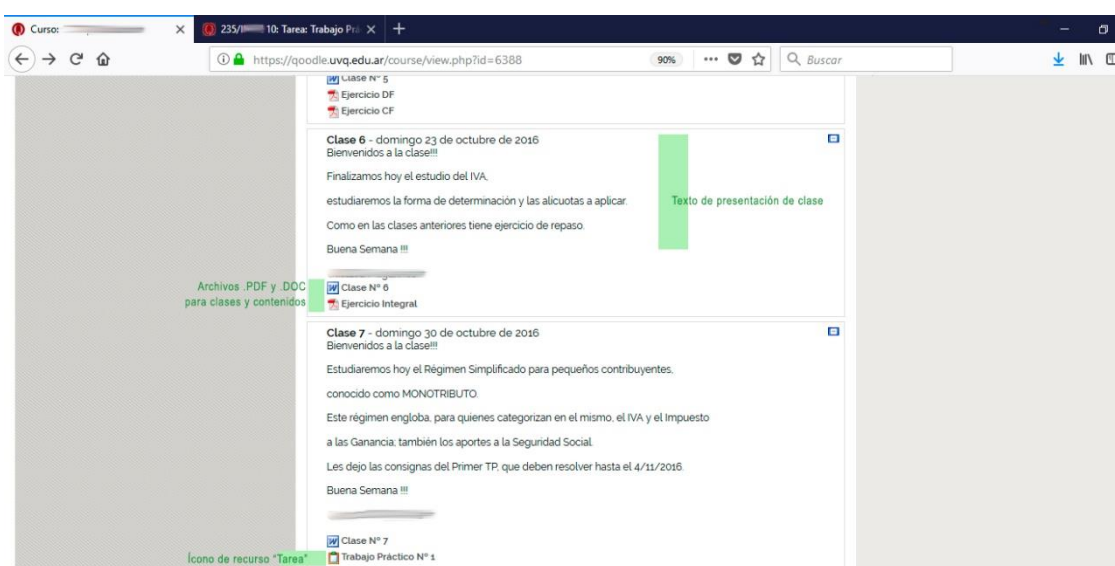 Curso:
235/ 10: Tarea: Trabajo Prá
https://qoodle.uvq.edu.ar/course/view.php?id=6388
90%
Buscar
Clase Nº 5
Ejercicio DF
Ejercicio CF
Clase 6 - domingo 23 de octubre de 2016
Bienvenidos a la clase!!!
Finalizamos hoy el estudio del IVA,
estudiaremos la forma de determinación y las alicuotas a aplicar.
Texto de presentación de clase
Como en las clases anteriores tiene ejercicio de repaso.
Buena Semana !!!
Archivos .PDF y .DOC
para clases y contenidos
Clase Nº 6
Ejercicio Integral
Clase 7 - domingo 30 de octubre de 2016
Bienvenidos a la clase!!!
Estudiaremos hoy el Régimen Simplificado para pequeños contribuyentes,
conocido como MONOTRIBUTO.
Este régimen engloba, para quienes categorizan en el mismo, el IVA y el Impuesto
a las Ganancia; también los aportes a la Seguridad Social.
Les dejo las consignas del Primer TP, que deben resolver hasta el 4/11/2016.
Buena Semana !!!
Clase Nº 7
Ícono de recurso "Tarea"
Trabajo Práctico Nº 1